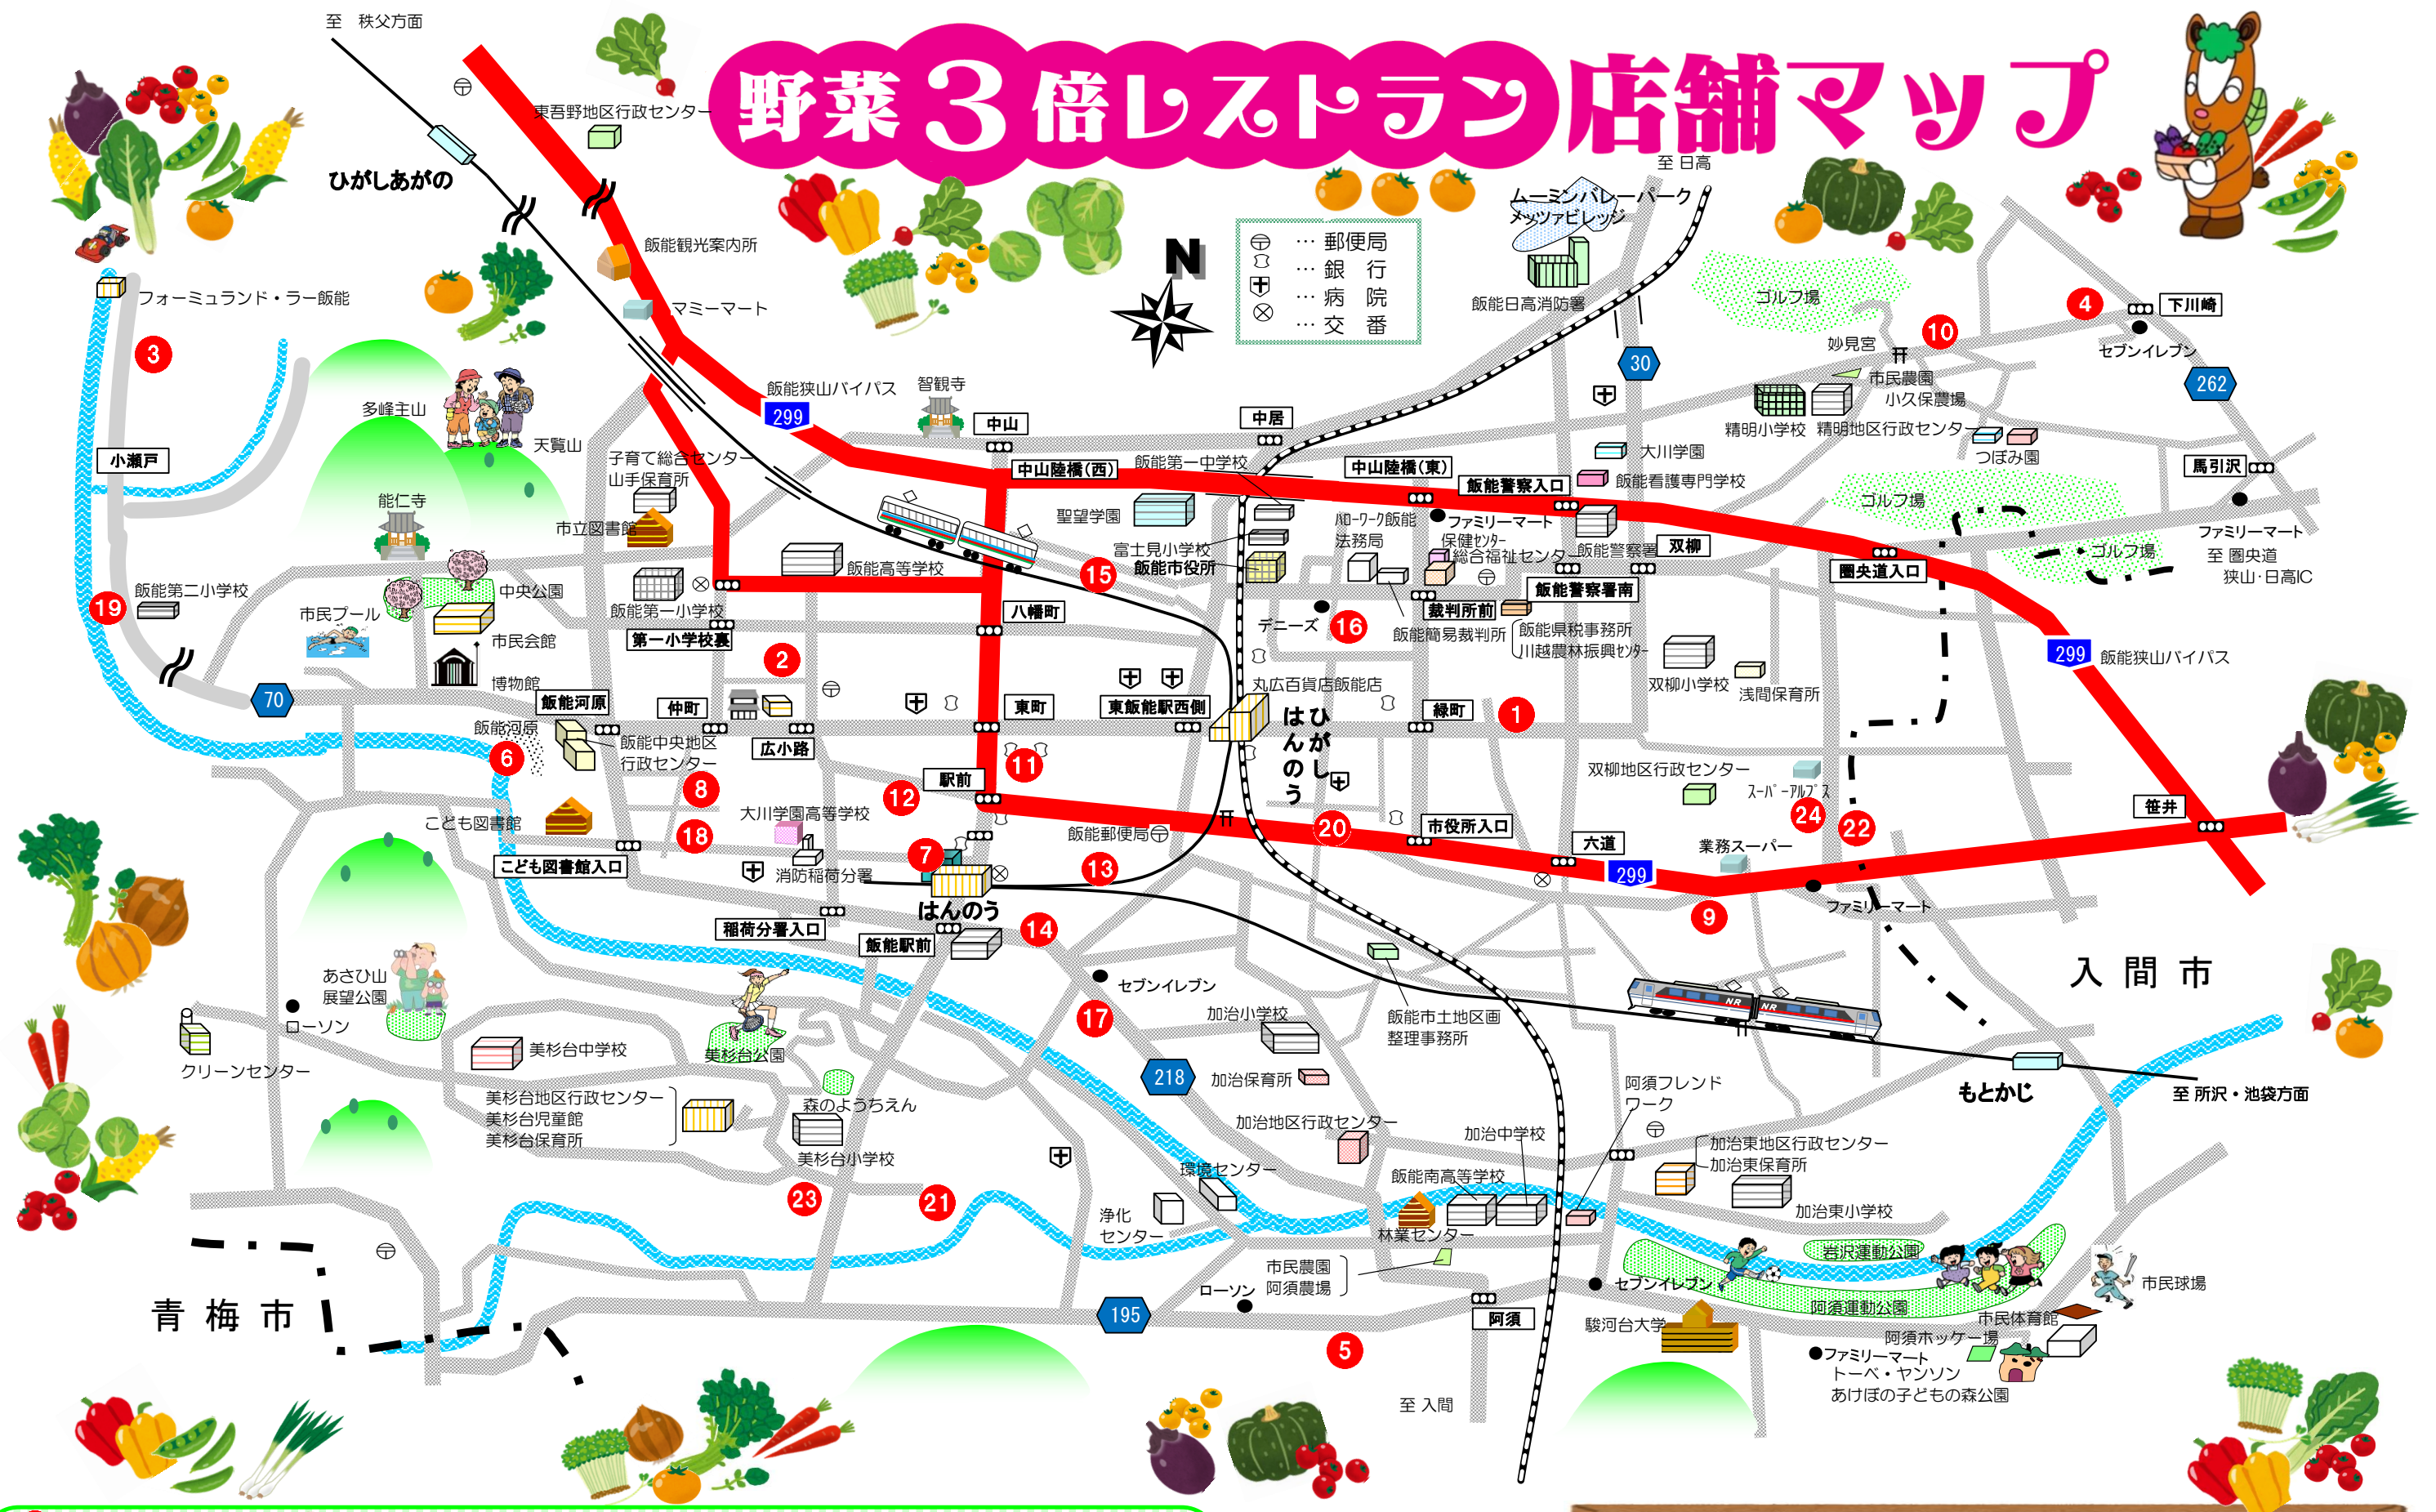 至 秩父方面
野菜3倍レストラン店舗マップ
東吾野地区行政センター
ひがしあがの
至 日高
ムーミンバレーパーク
メッツァビレッジ
飯能観光案内所
N
… 郵便局
… 銀 行
… 病 院
… 交 番
飯能日高消防署
ゴルフ場
4
下川崎
セブンイレブン
フォーミュランド・ラー飯能
マミーマート
3
10
妙見宮
30
262
市民農園
小久保農場
飯能狭山バイパス
299
智観寺
多峰主山
天覧山
中山
中居
精明小学校
精明地区行政センター
つぼみ園
大川学園
小瀬戸
子育て総合センター
山手保育所
中山陸橋(西)
飯能第一中学校
中山陸橋(東)
飯能警察入口
飯能看護専門学校
馬引沢
ゴルフ場
能仁寺
市立図書館
聖望学園
ハローワーク飯能
法務局
ファミリーマート
保健センター
総合福祉センター
飯能警察署
双柳
ファミリーマート
至 圏央道
狭山・日高IC
ゴルフ場
富士見小学校
飯能市役所
飯能高等学校
15
圏央道入口
飯能第二小学校
19
中央公園
飯能第一小学校
飯能警察署南
市民プール
市民会館
八幡町
裁判所前
デニーズ
16
飯能簡易裁判所
飯能県税事務所
川越農林振興センター
第一小学校裏
2
299
飯能狭山バイパス
博物館
双柳小学校
浅間保育所
丸広百貨店飯能店
70
飯能河原
仲町
東町
東飯能駅西側
緑町
1
ひがし
はんのう
飯能河原
飯能中央地区
行政センター
広小路
6
11
駅前
双柳地区行政センター
スーパーアルプス
8
12
24
22
笹井
こども図書館
大川学園高等学校
18
飯能郵便局
20
市役所入口
六道
業務スーパー
こども図書館入口
7
13
消防稲荷分署
299
はんのう
ファミリーマート
9
稲荷分署入口
飯能駅前
14
入間市
あさひ山
展望公園
ローソン
セブンイレブン
NR
NR
17
加治小学校
飯能市土地区画
整理事務所
クリーンセンター
美杉台中学校
美杉台公園
218
加治保育所
阿須フレンド
ワーク
もとかじ
至 所沢・池袋方面
美杉台地区行政センター
美杉台児童館
美杉台保育所
森のようちえん
加治地区行政センター
加治中学校
加治東地区行政センター
加治東保育所
美杉台小学校
環境センター
飯能南高等学校
23
21
浄化
センター
林業センター
加治東小学校
岩沢運動公園
市民農園
阿須農場
ローソン
セブンイレブン
市民球場
青梅市
195
阿須
阿須運動公園
駿河台大学
市民体育館
阿須ホッケー場
5
ファミリーマート
トーベ・ヤンソン
あけぼの子どもの森公園
至 入間